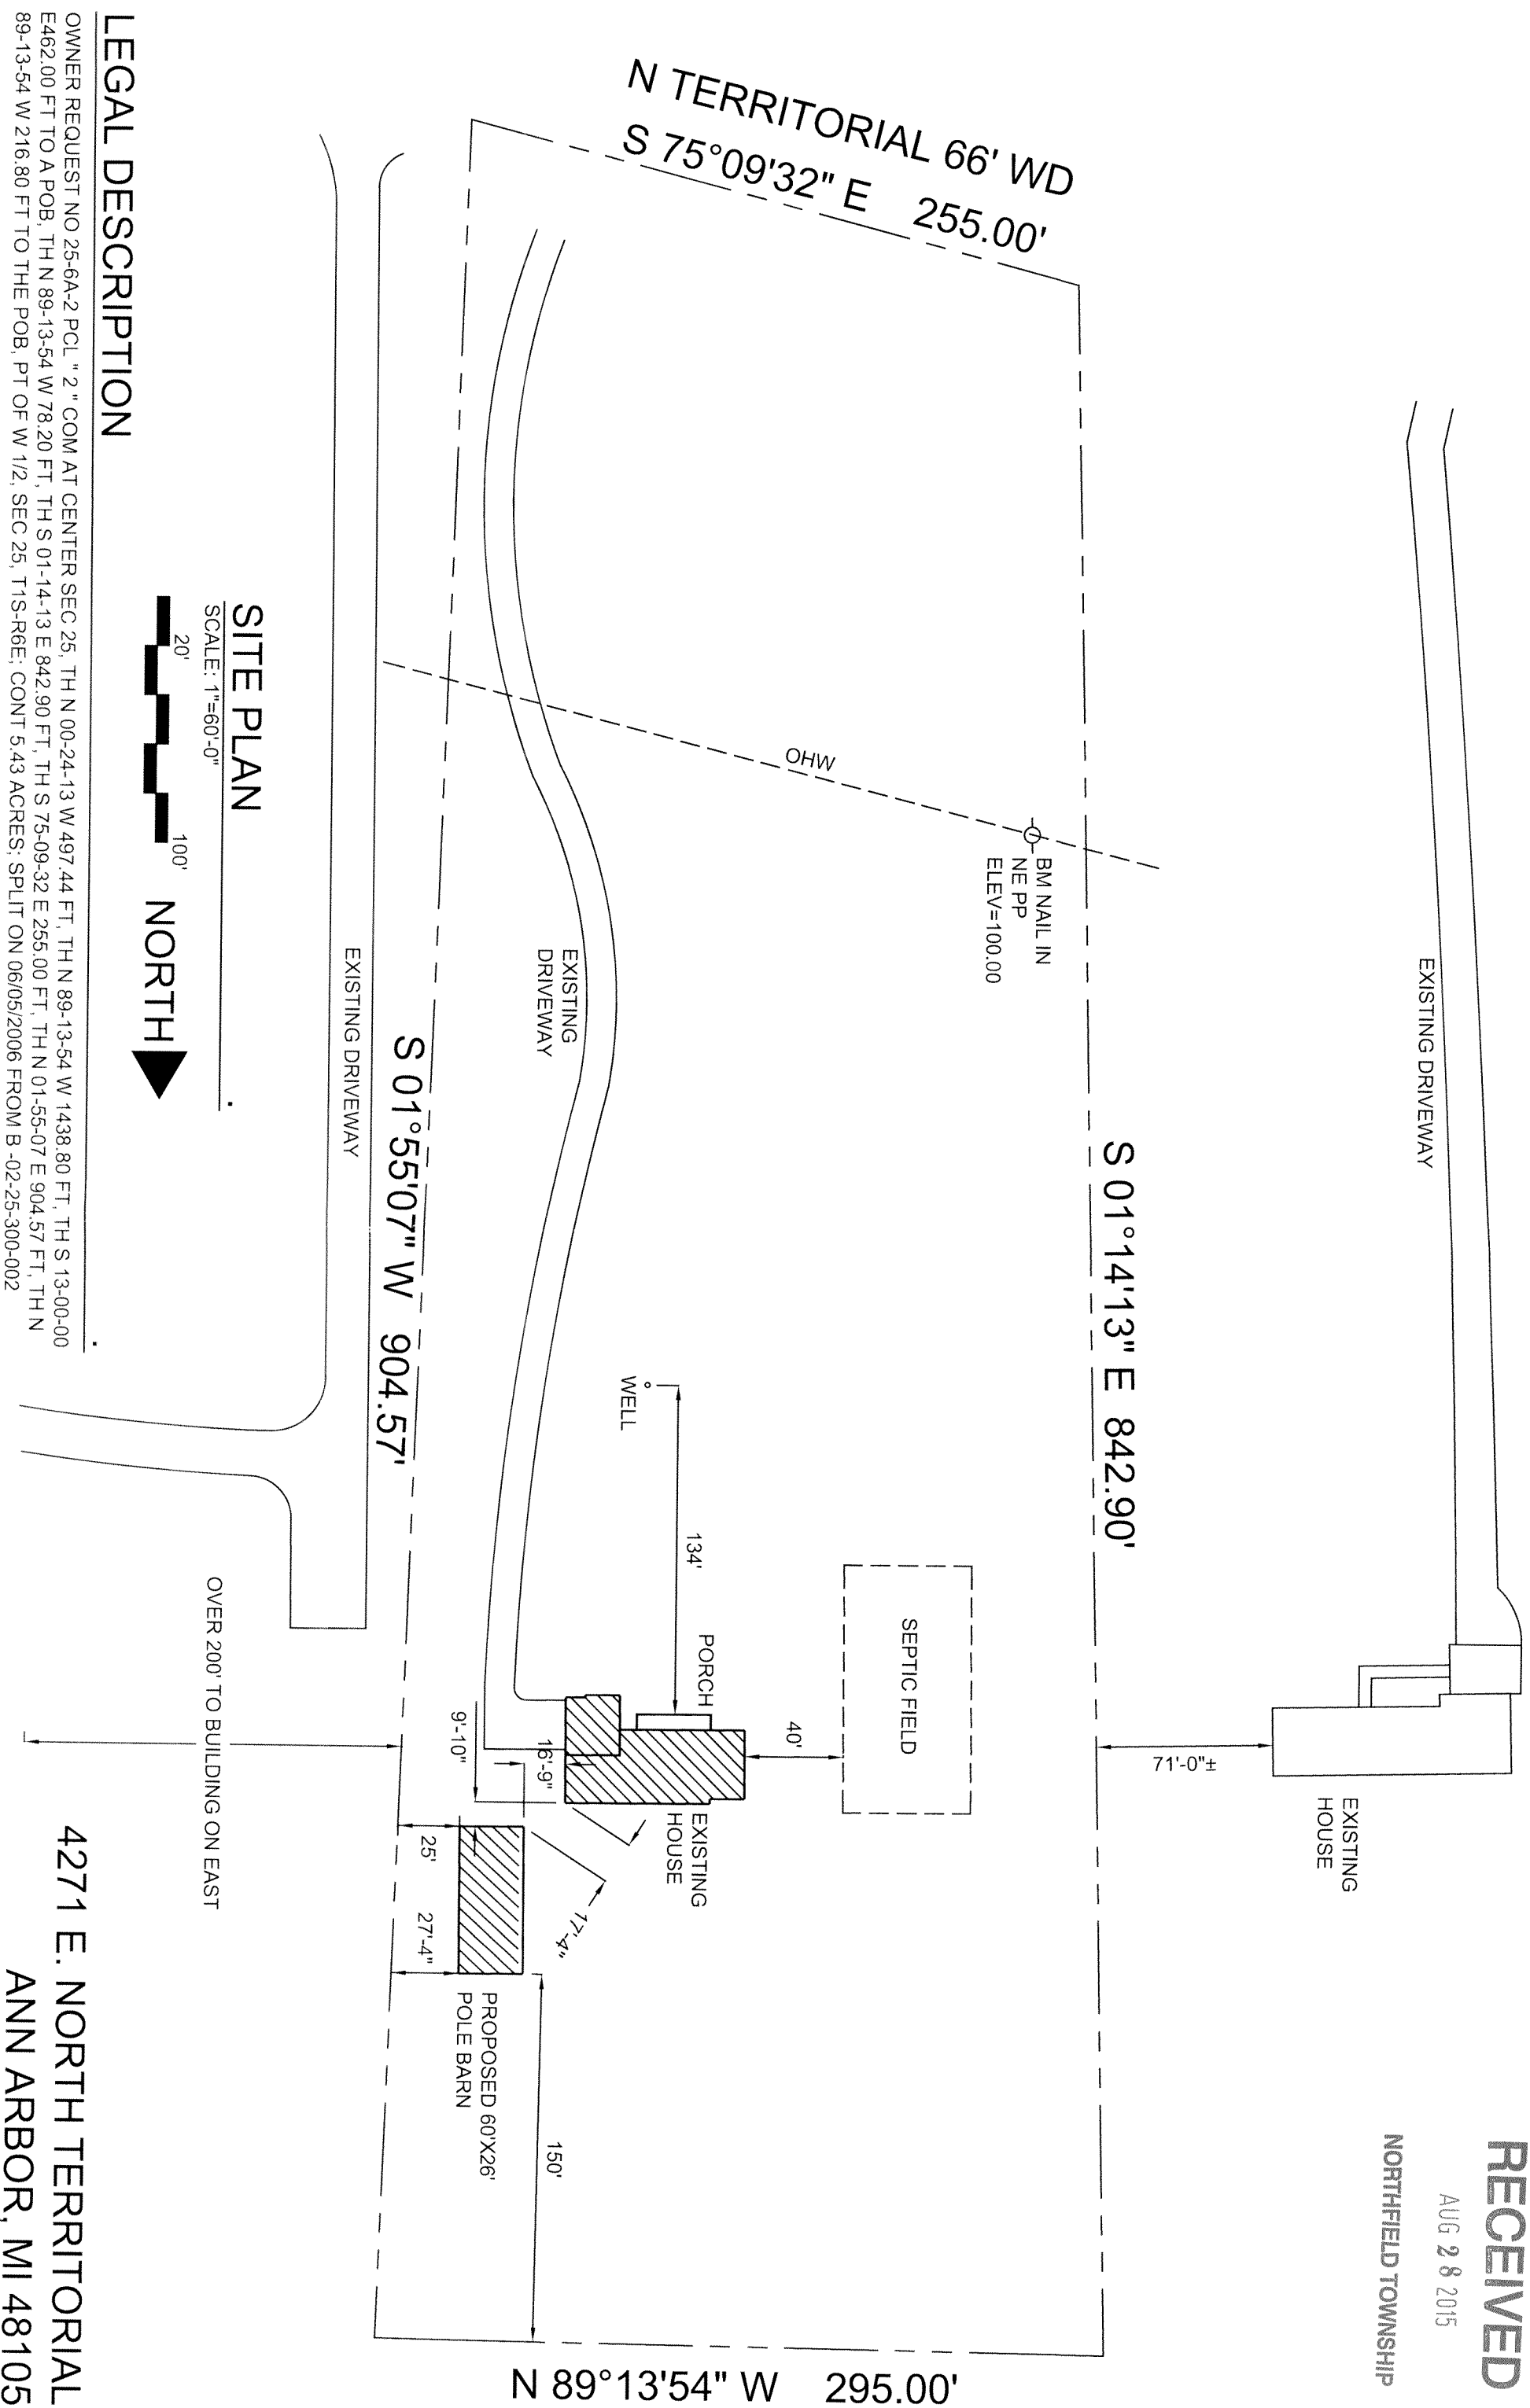 RECEIVED
AUG 28 2015
NORTHFIELD TOWNSHIP
N TERRITORIAL 66' WD
S 75°09'32" E 255.00'
EXISTING DRIVEWAY
EXISTING
HOUSE
71'-0"±
S 01°14'13" E 842.90'
BM NAIL IN
NE PP
ELEV=100.00
OHW
SEPTIC FIELD
40'
PORCH
134'
WELL
EXISTING
HOUSE
EXISTING
DRIVEWAY
16'-9"
9'-10"
17'-4"
150'
PROPOSED 60'X26'
POLE BARN
25'
27'-4"
S 01°55'07" W 904.57'
N 89°13'54" W 295.00'
EXISTING DRIVEWAY
OVER 200' TO BUILDING ON EAST
SITE PLAN
SCALE: 1"=60'-0"
20'
100'
NORTH
LEGAL DESCRIPTION
OWNER REQUEST NO 25-6A-2 PCL " 2 " COM AT CENTER SEC 25, TH N 00-24-13 W 497.44 FT, TH N 89-13-54 W 1438.80 FT, TH S 13-00-00
E462.00 FT TO A POB, TH N 89-13-54 W 78.20 FT, TH S 01-14-13 E 842.90 FT, TH S 75-09-32 E 255.00 FT, TH N 01-55-07 E 904.57 FT, TH N
89-13-54 W 216.80 FT TO THE POB, PT OF W 1/2, SEC 25, T1S-R6E; CONT 5.43 ACRES; SPLIT ON 06/05/2006 FROM B -02-25-300-002
4271 E. NORTH TERRITORIAL
ANN ARBOR, MI 48105